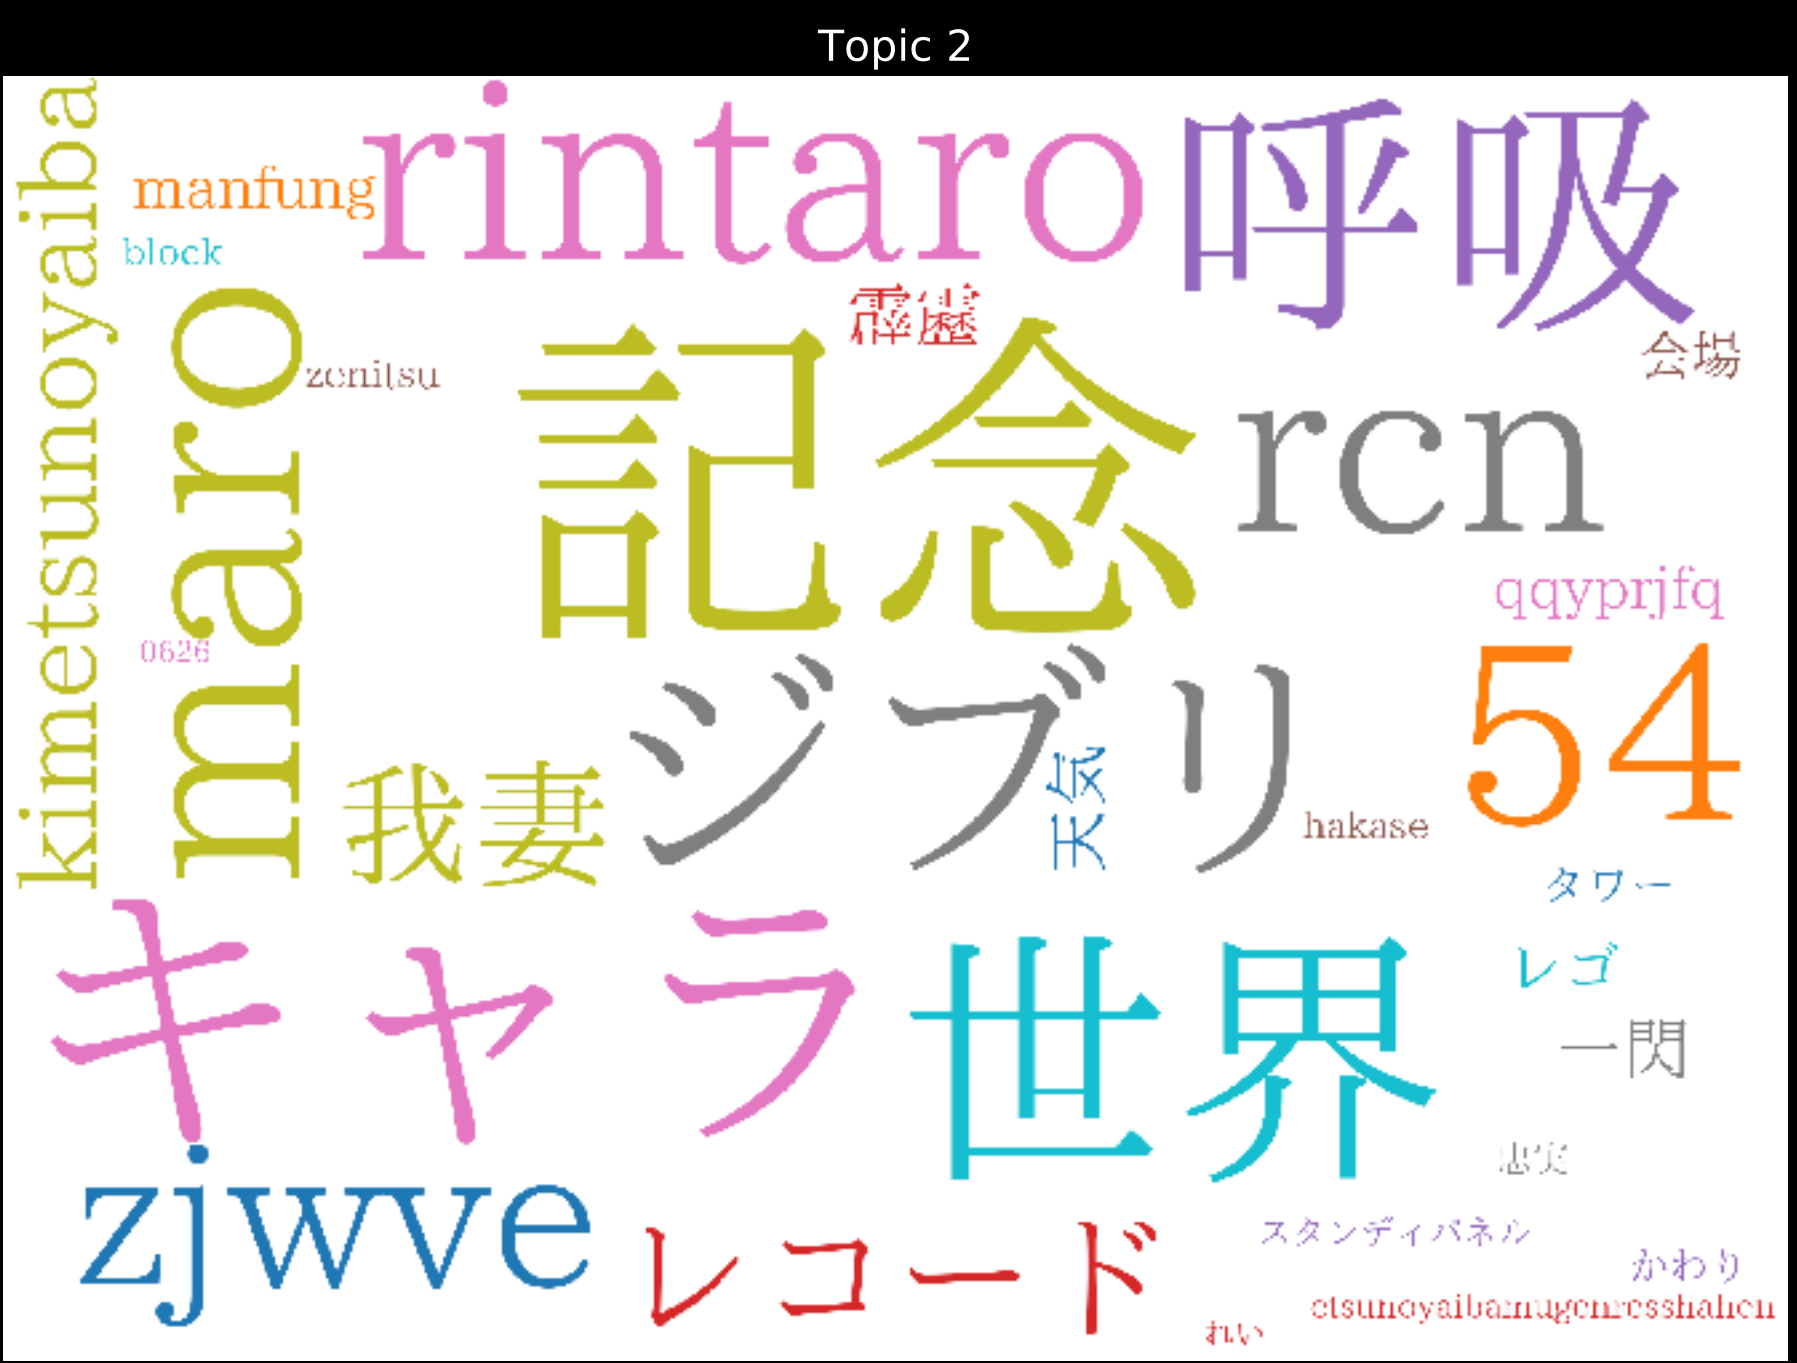 Topic 2
kimetsunoyaiba
manfung
rintaro
呼吸
block
霹靂
maro
zenitsu
記念
会場
rcn
qqyprjfq
0626
54
ジブリ
我妻
天気
hakase
タワー
キャラ
世界
レゴ
一閃
忠実
zjwve
レコード
スタンディパネル
かわり
etsunoyaibamugenresshahen
れい